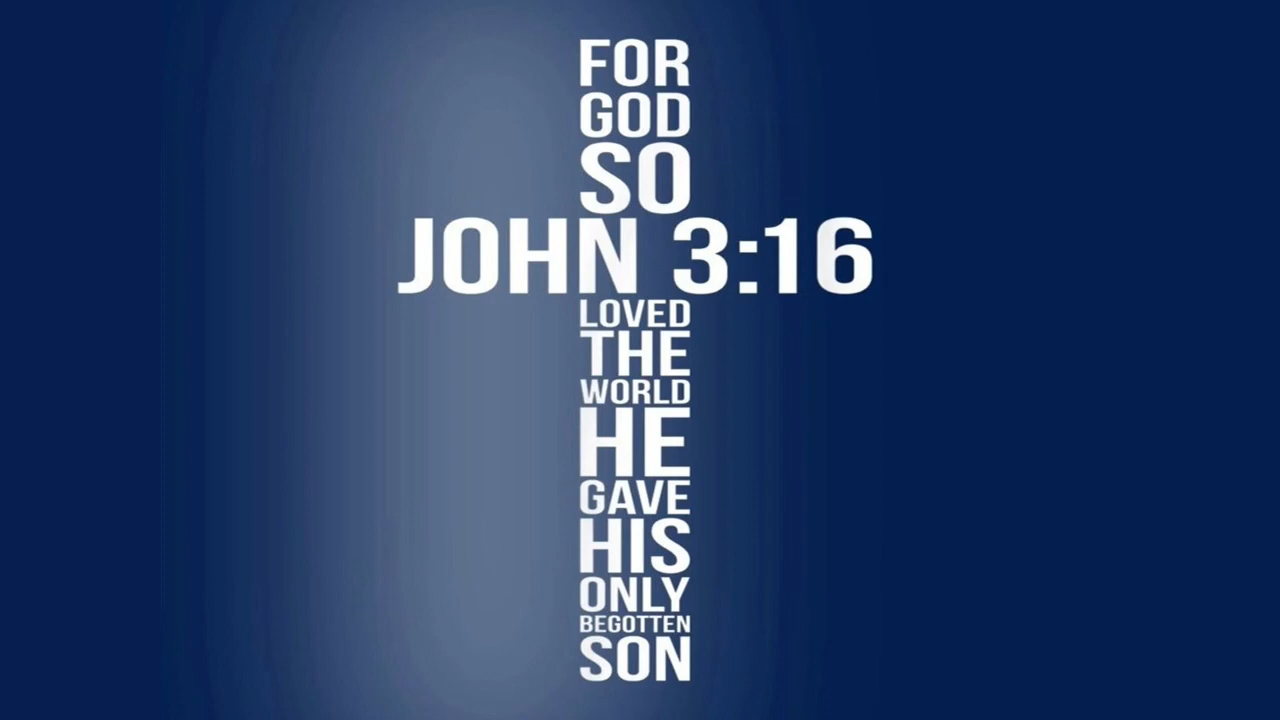 FOR
GOD
SO
JOHN 3:16
LOVED
THE
WORLD
HE
GAVE
HIS
ONLY
BEGOTTEN
SON